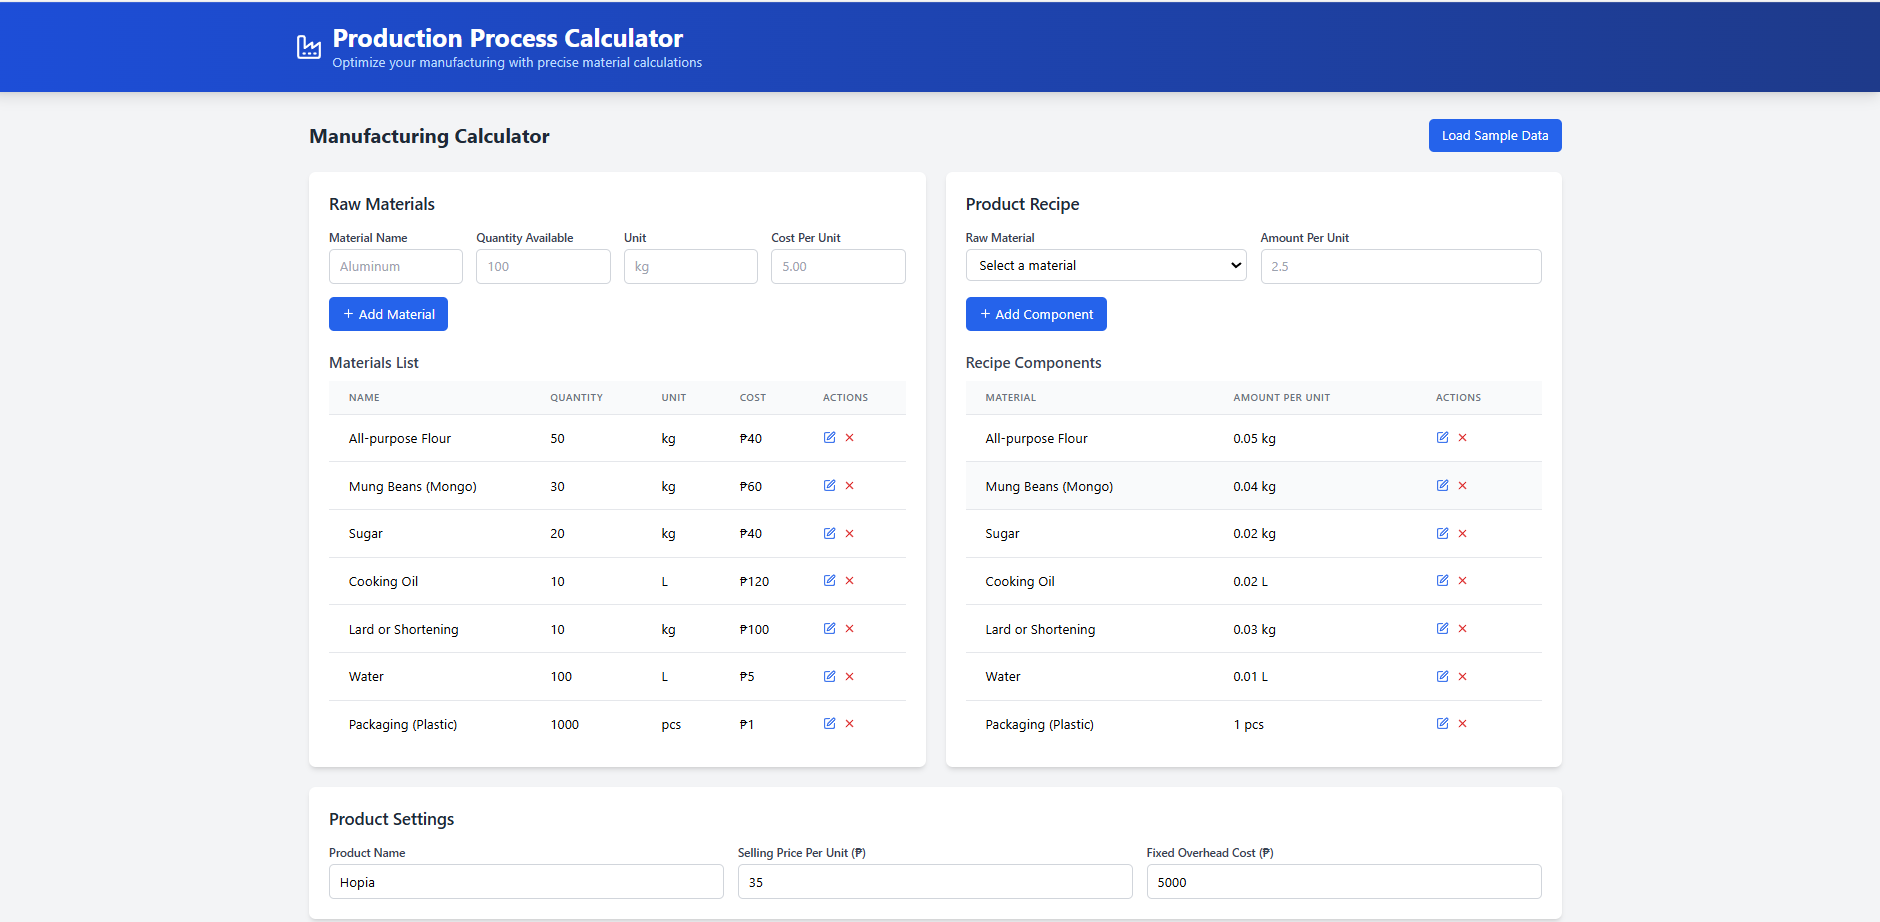 Production Process Calculator
Optimize your manufacturing with precise material calculations
Manufacturing Calculator
Load Sample Data
Raw Materials
Material Name Quantity Available Unit Cost Per Unit
Aluminum 100 kg 5.00
+ Add Material
Materials List
NAME QUANTITY UNIT COST ACTIONS
All-purpose Flour 50 kg ₱40
Mung Beans (Mongo) 30 kg ₱60
Sugar 20 kg ₱40
Cooking Oil 10 L ₱120
Lard or Shortening 10 kg ₱100
Water 100 L ₱5
Packaging (Plastic) 1000 pcs ₱1
Product Recipe
Raw Material Amount Per Unit
Select a material 2.5
+ Add Component
Recipe Components
MATERIAL AMOUNT PER UNIT ACTIONS
All-purpose Flour 0.05 kg
Mung Beans (Mongo) 0.04 kg
Sugar 0.02 kg
Cooking Oil 0.02 L
Lard or Shortening 0.03 kg
Water 0.01 L
Packaging (Plastic) 1 pcs
Product Settings
Product Name Selling Price Per Unit (₱) Fixed Overhead Cost (₱)
Hopia 35 5000